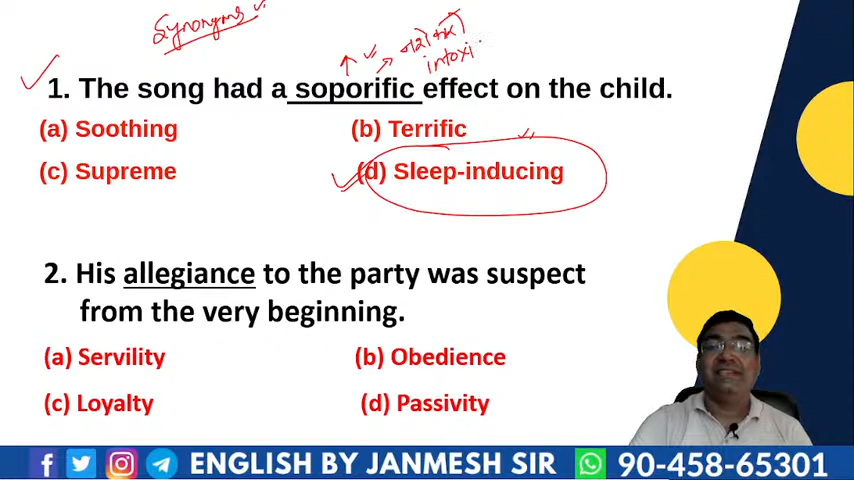 Synonyms
intoxi
1. The song had a soporific effect on the child.
(a) Soothing (b) Terrific
(c) Supreme (d) Sleep-inducing
2. His allegiance to the party was suspect
from the very beginning.
(a) Servility (b) Obedience
(c) Loyalty (d) Passivity
ENGLISH BY JANMESH SIR 90-458-65301